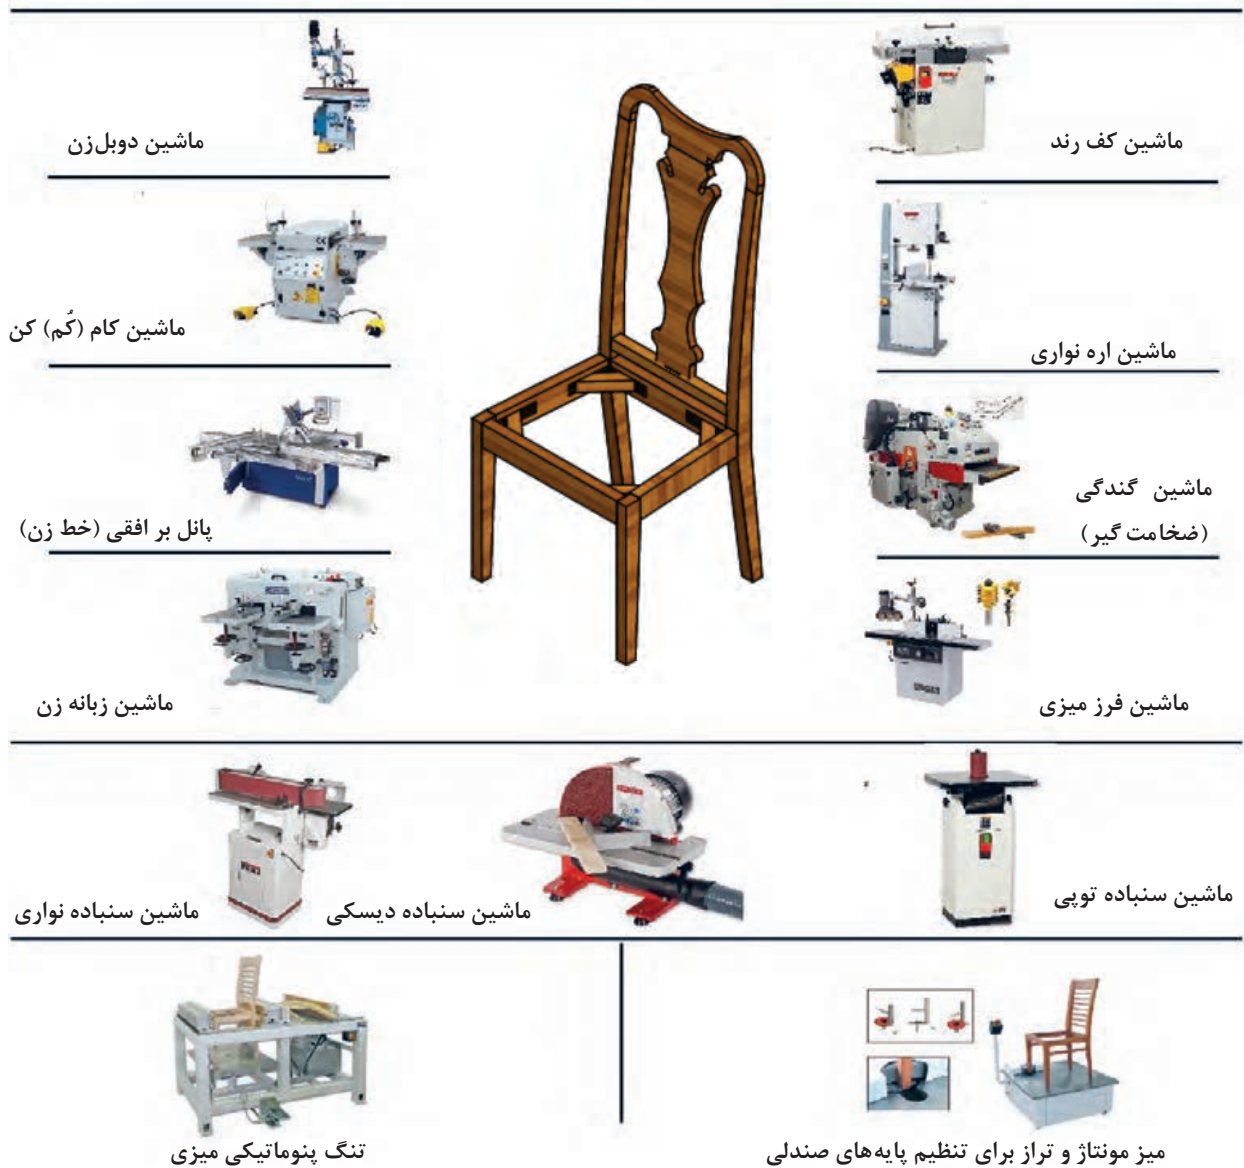 ماشین کف رند
ماشین دوبل‌زن
ماشین اره نواری
ماشین کام (کُم) کن
ماشین گندگی
(ضخامت گیر)
پانل بر افقی (خط زن)
ماشین فرز میزی
ماشین زبانه زن
ماشین سنباده توپی
ماشین سنباده دیسکی
ماشین سنباده نواری
میز مونتاژ و تراز برای تنظیم پایه‌های صندلی
تنگ پنوماتیکی میزی